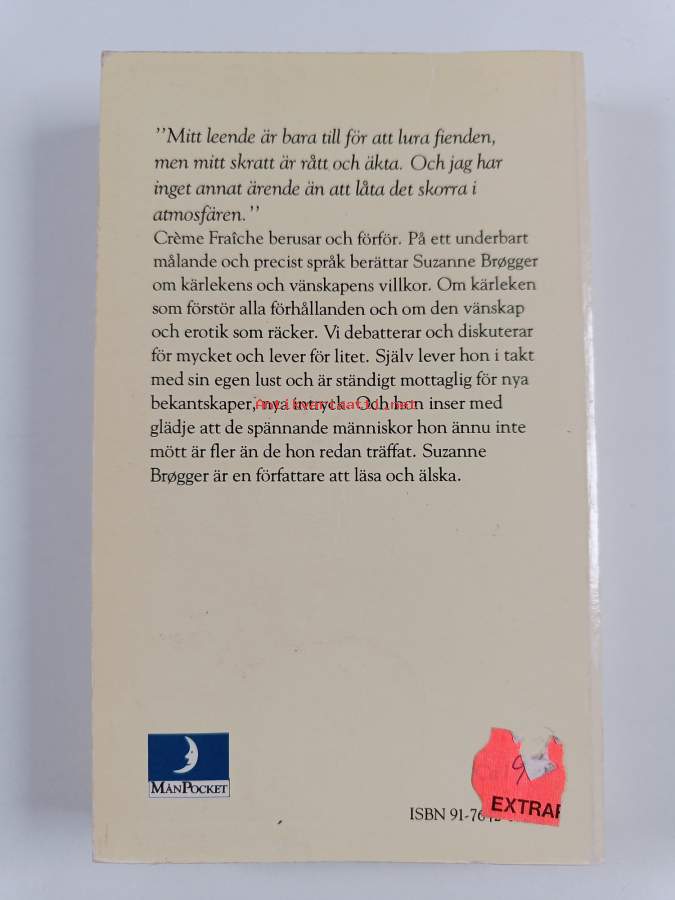 ”Mitt leende är bara till för att lura fienden,
men mitt skratt är rått och äkta. Och jag har
inget annat ärende än att låta det skorra i
atmosfären.”
Crème Fraîche berusar och förför. På ett underbart
målande och precist språk berättar Suzanne Brøgger
om kärlekens och vänskapens villkor. Om kärleken
som förstör alla förhållanden och om den vänskap
och erotik som räcker. Vi debatterar och diskuterar
för mycket och lever för litet. Själv lever hon i takt
med sin egen lust och är ständigt mottaglig för nya
bekantskaper, nya intryck. Och hon inser med
glädje att de spännande människor hon ännu inte
mött är fler än de hon redan träffat. Suzanne
Brøgger är en författare att läsa och älska.
Antikvariaatti.net
MÅNPOCKET
9
EXTRAP
ISBN 91-7642